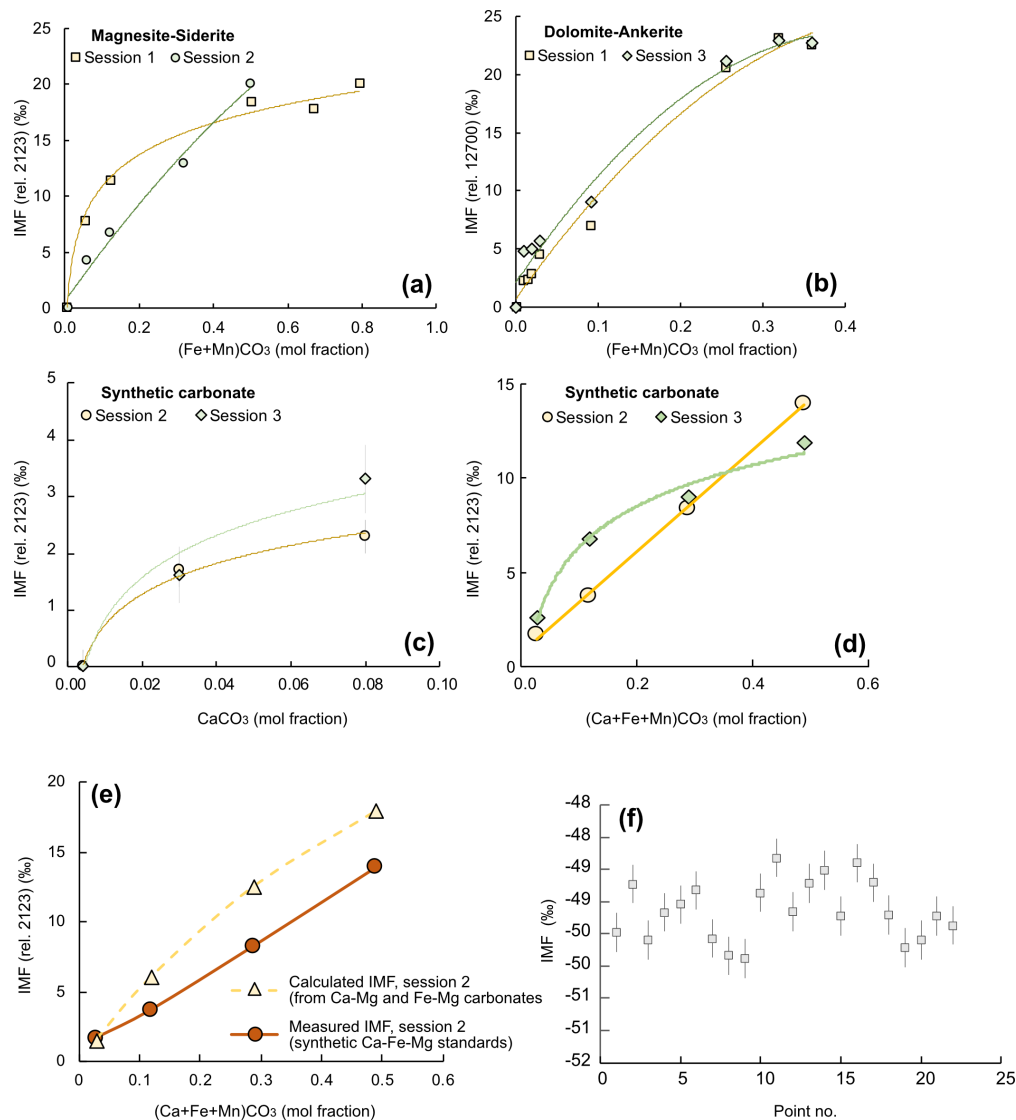 Magnesite-Siderite
Session 1 Session 2
IMF (rel. 2123) (‰)
25
20
15
10
5
0
0.0 0.2 0.4 0.6 0.8 1.0
(Fe+Mn)CO₃ (mol fraction)
(a)
Dolomite-Ankerite
Session 1 Session 3
IMF (rel. 12700) (‰)
25
20
15
10
5
0
0.0 0.1 0.2 0.3 0.4
(Fe+Mn)CO₃ (mol fraction)
(b)
Synthetic carbonate
Session 2 Session 3
IMF (rel. 2123) (‰)
5
4
3
2
1
0
0.00 0.02 0.04 0.06 0.08 0.10
CaCO₃ (mol fraction)
(c)
Synthetic carbonate
Session 2 Session 3
IMF (rel. 2123) (‰)
15
10
5
0
0.0 0.2 0.4 0.6
(Ca+Fe+Mn)CO₃ (mol fraction)
(d)
(e)
IMF (rel. 2123) (‰)
20
15
10
5
0
Calculated IMF, session 2
(from Ca-Mg and Fe-Mg carbonates
Measured IMF, session 2
(synthetic Ca-Fe-Mg standards)
0.0 0.1 0.2 0.3 0.4 0.5 0.6
(Ca+Fe+Mn)CO₃ (mol fraction)
(f)
IMF (‰)
-48
-48
-49
-49
-50
-50
-51
-51
-52
0 5 10 15 20 25
Point no.